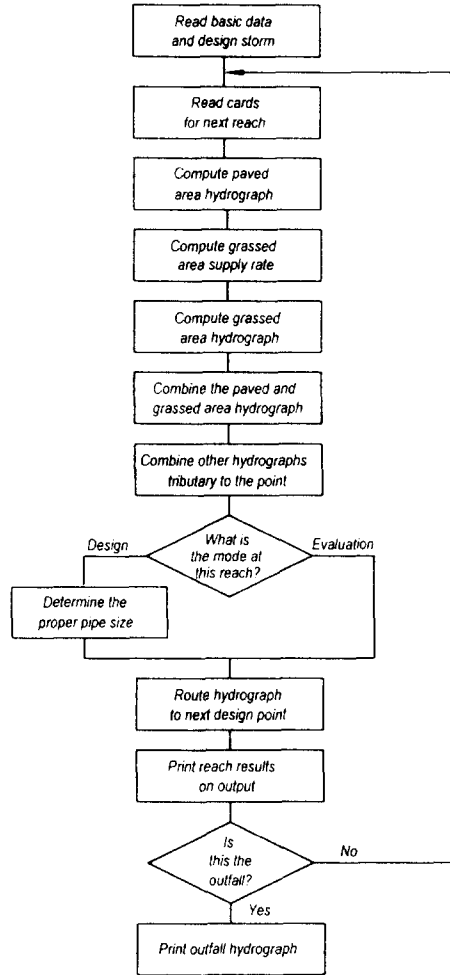 Read basic data
and design storm
Read cards
for next reach
Compute paved
area hydrograph
Compute grassed
area supply rate
Compute grassed
area hydrograph
Combine the paved and
grassed area hydrograph
Combine other hydrographs
tributary to the point
Design
What is
the mode at
this reach?
Evaluation
Determine the
proper pipe size
Route hydrograph
to next design point
Print reach results
on output
Is
this the
outfall?
No
Yes
Print outfall hydrograph